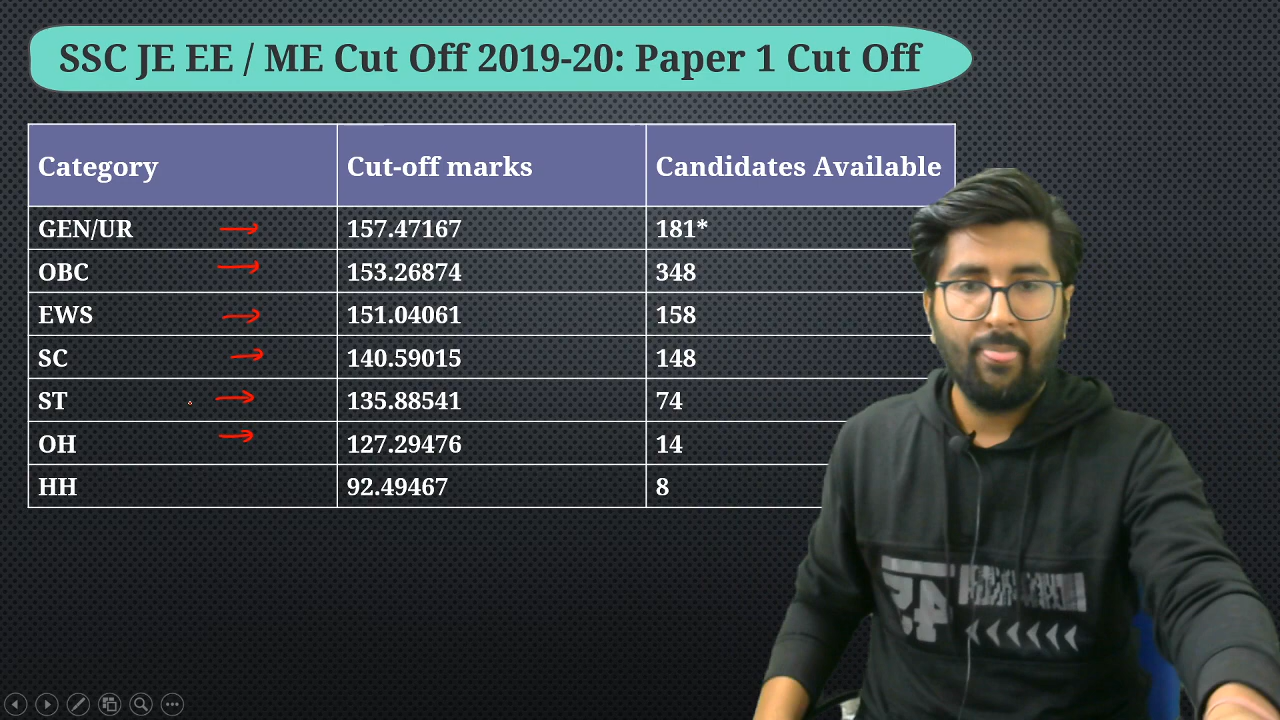 SSC JE EE / ME Cut Off 2019-20: Paper 1 Cut Off
Category Cut-off marks Candidates Available
GEN/UR 157.47167 181*
OBC 153.26874 348
EWS 151.04061 158
SC 140.59015 148
ST 135.88541 74
OH 127.29476 14
HH 92.49467 8